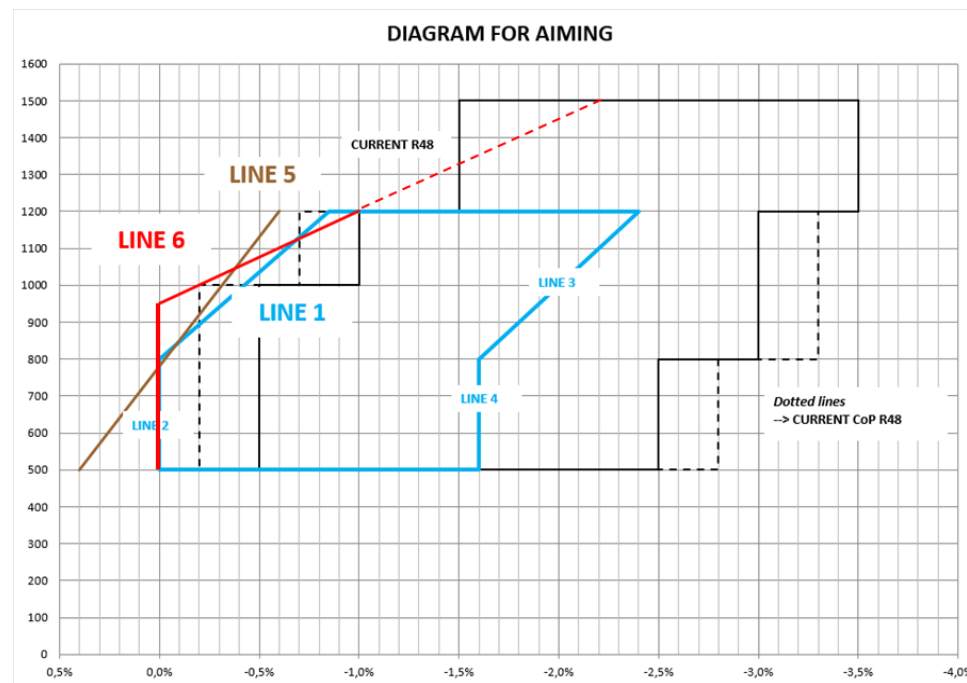 DIAGRAM FOR AIMING
1600
1500
1400
1300
1200
1100
1000
900
800
700
600
500
400
300
200
100
0
0,5%
0,0%
-0,5%
-1,0%
-1,5%
-2,0%
-2,5%
-3,0%
-3,5%
-4,0%
CURRENT R48
LINE 5
LINE 6
LINE 1
LINE 3
LINE 4
LINE 2
Dotted lines
--> CURRENT CoP R48